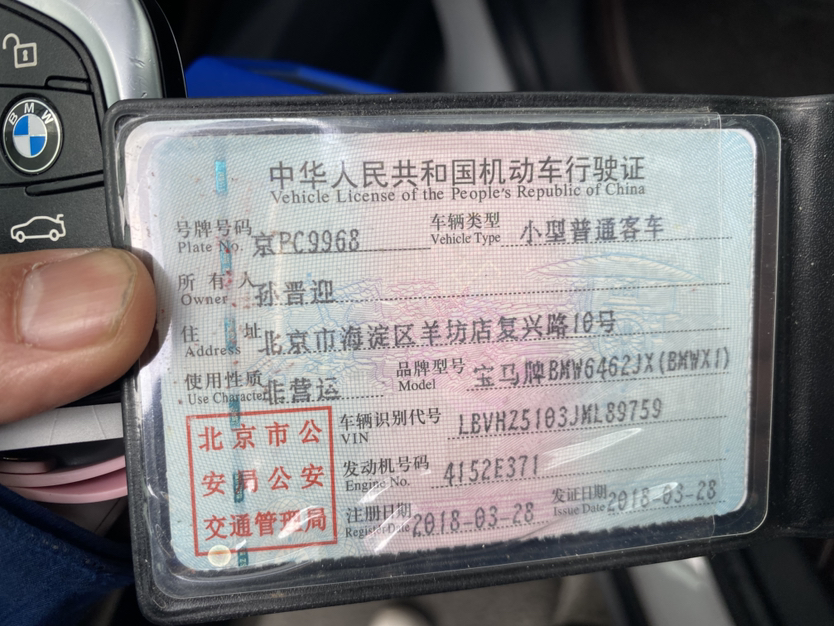 BMW
中华人民共和国机动车行驶证
Vehicle License of the People's Republic of China
号牌号码 京PC9968 车辆类型 小型普通客车
Plate No. Vehicle Type
所有人 孙晋迎
Owner
住址 北京市海淀区羊坊店复兴路10号
Address
使用性质 非营运 品牌型号 宝马牌BMW6462JX(BMWX1)
Use Character Model
北京市公
安局公安
交通管理局
车辆识别代号 LBVHZ5103JML89759
VIN
发动机号码 4152E371
Engine No.
注册日期 2018-03-28 发证日期 2018-03-28
Register Date Issue Date